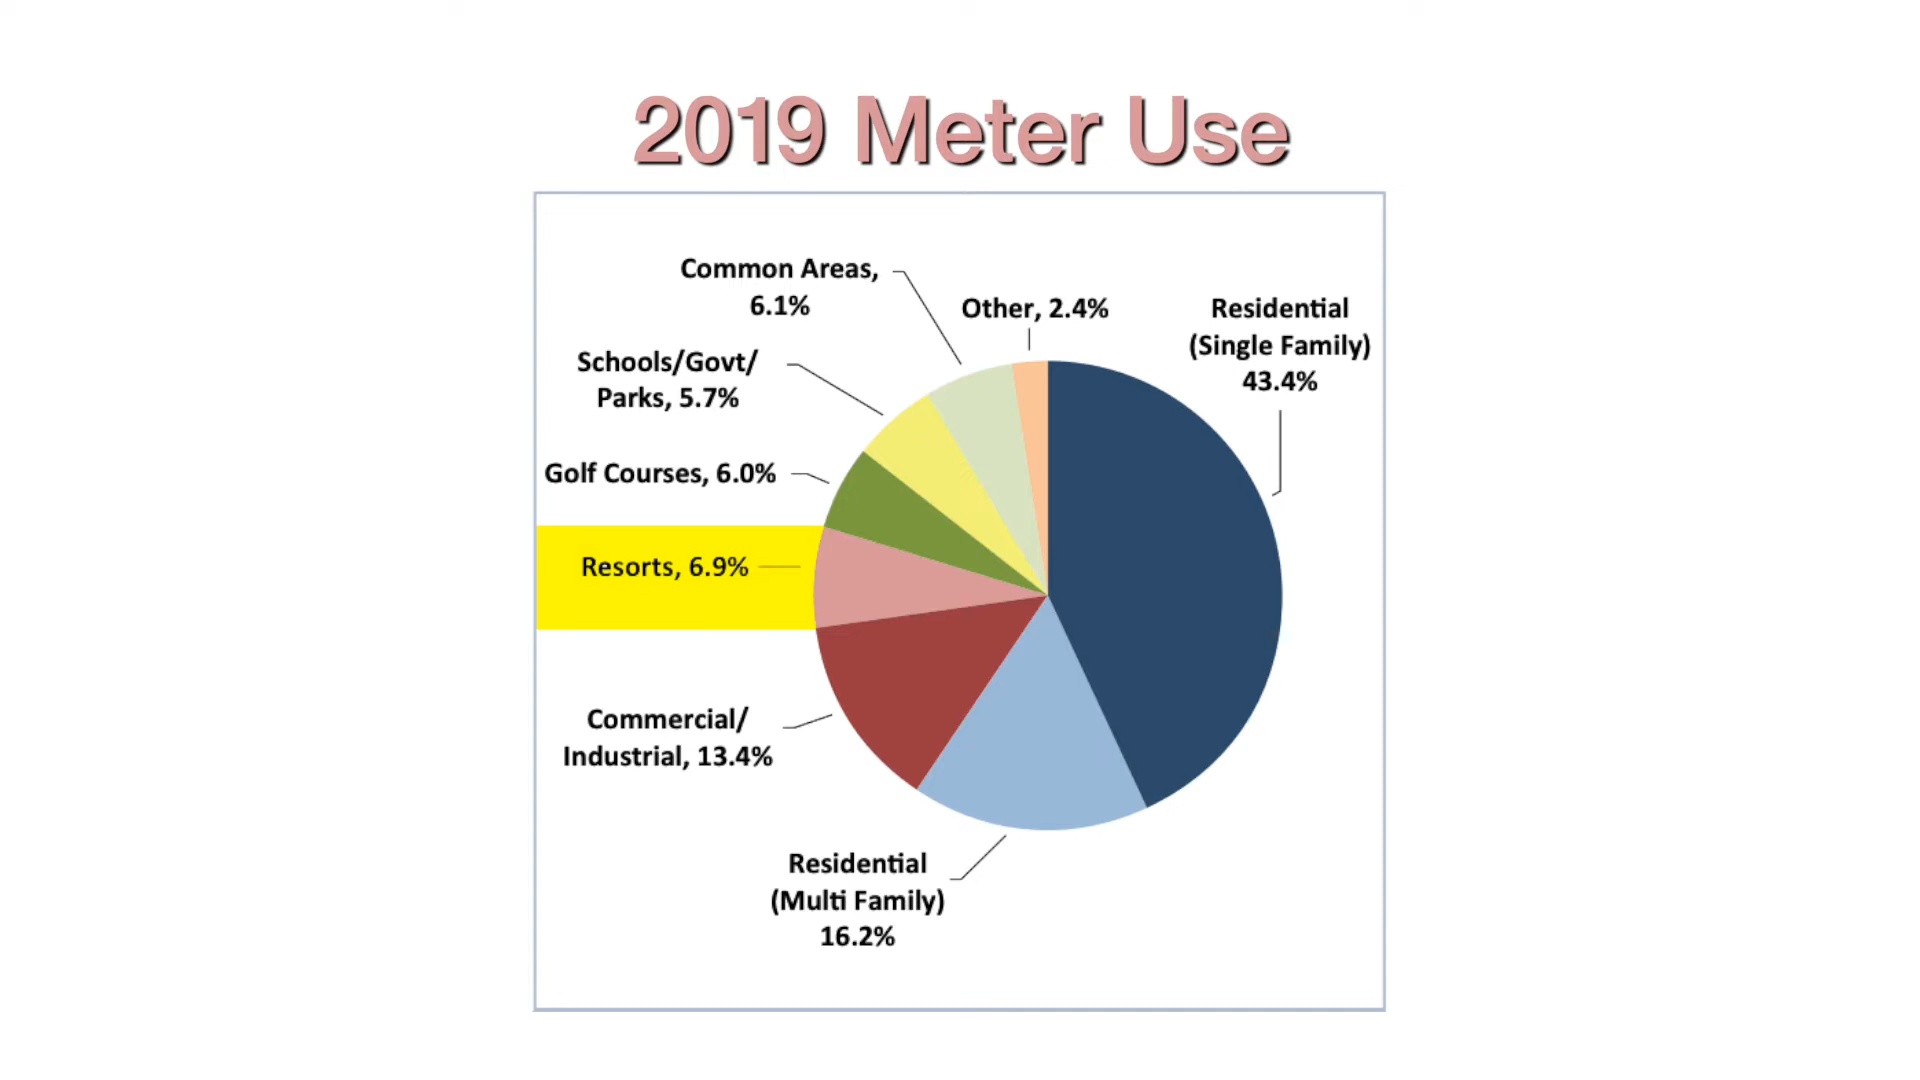 2019 Meter Use
Common Areas,
6.1%
Other, 2.4%
Residential
(Single Family)
43.4%
Schools/Govt/
Parks, 5.7%
Golf Courses, 6.0%
Resorts, 6.9%
Commercial/
Industrial, 13.4%
Residential
(Multi Family)
16.2%